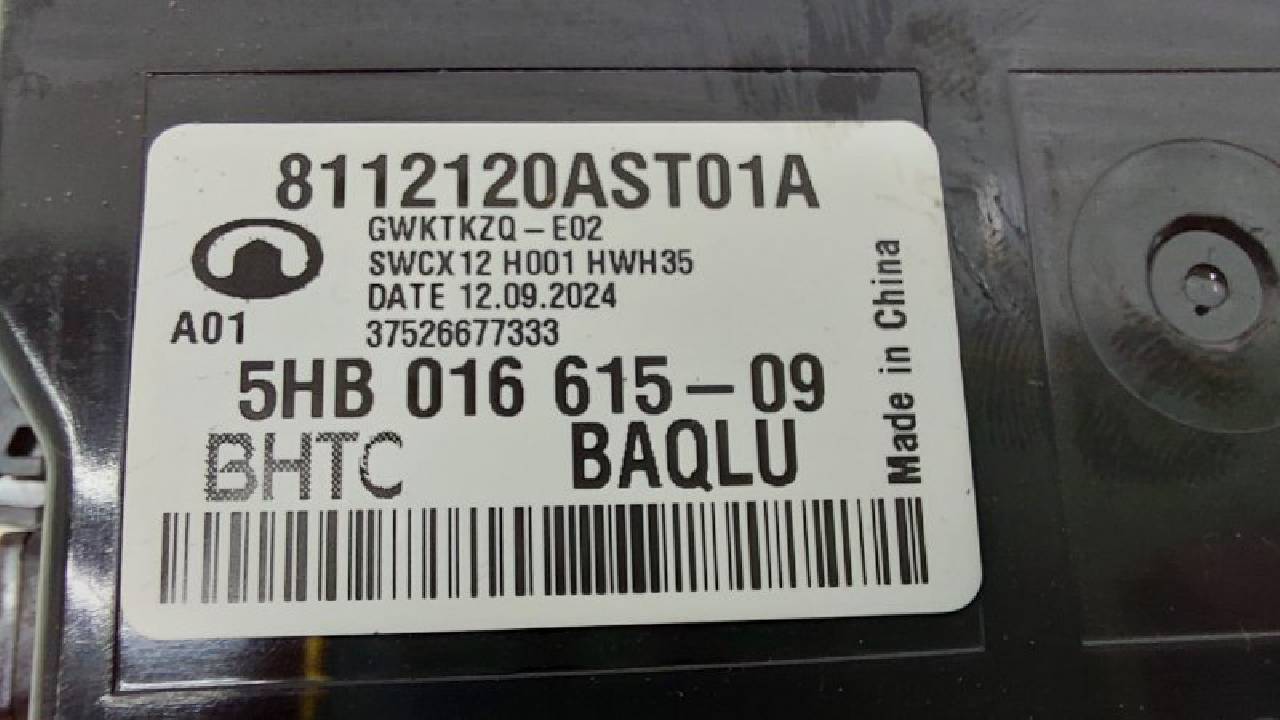 8112120AST01A
GWKTKZQ-E02
SWCX12 H001 HWH35
DATE 12.09.2024
A01
37526677333
5HB 016 615-09
BHTC
BAQLU
Made in China